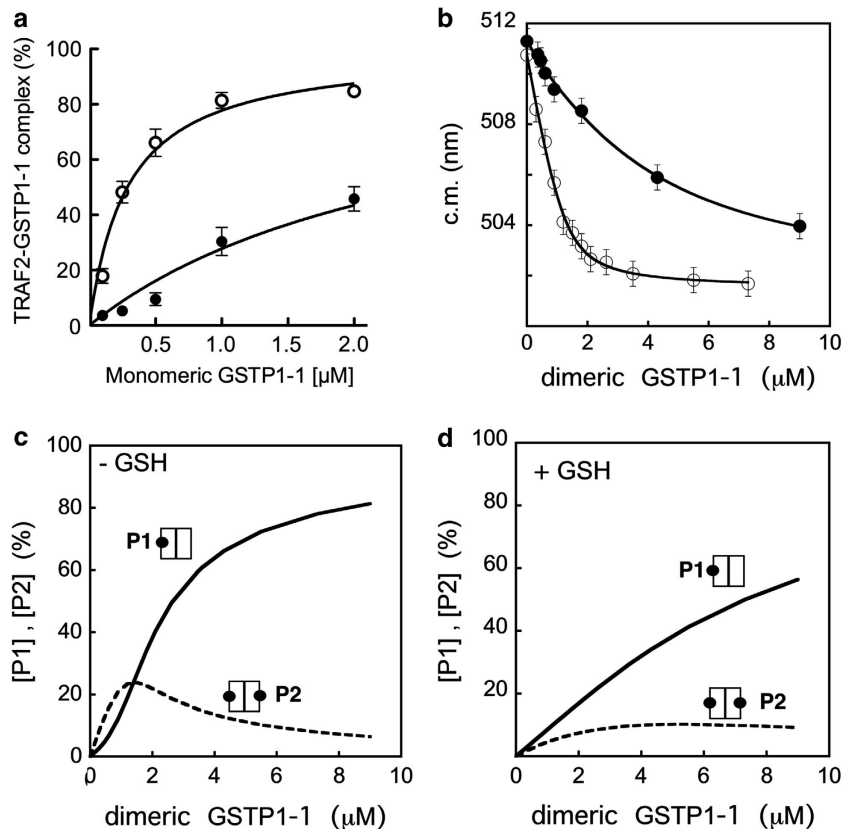 a
TRAF2-GSTP1-1 complex (%)
100
80
60
40
20
0
0.5 1.0 1.5 2.0
Monomeric GSTP1-1 [µM]
b
c.m. (nm)
512
508
504
0 2 4 6 8 10
dimeric GSTP1-1 (µM)
c
- GSH
[P1] , [P2] (%)
100
80
60
40
20
0
P1
P2
0 2 4 6 8 10
dimeric GSTP1-1 (µM)
d
+ GSH
[P1] , [P2] (%)
100
80
60
40
20
P1
P2
0 2 4 6 8 10
dimeric GSTP1-1 (µM)